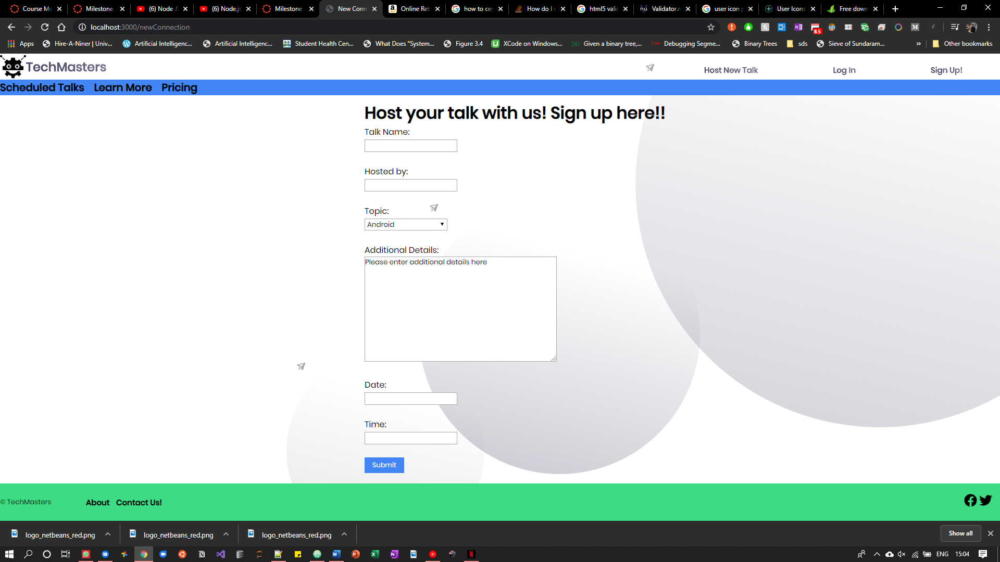 Course Mo
Milestone
(6) Node JS
(6) Node.js
Milestone
New Conn
Online Ret
how to cen
How do I c
html5 valid
Validator.n
user icon p
User Icons
Free down
localhost:3000/newConnection
8.5
Apps
Hire-A-Niner | Univ...
Artificial Intelligenc...
Artificial Intelligenc...
Student Health Cen...
What Does "System...
Figure 3.4
XCode on Windows...
Given a binary tree,...
Debugging Segme...
Binary Trees
sds
Sieve of Sundaram...
»
Other bookmarks
TechMasters
Host New Talk
Log In
Sign Up!
Scheduled Talks
Learn More
Pricing
Host your talk with us! Sign up here!!
Talk Name:
Hosted by:
Topic:
Android
Additional Details:
Please enter additional details here
Date:
Time:
Submit
© TechMasters
About
Contact Us!
logo_netbeans_red.png
logo_netbeans_red.png
logo_netbeans_red.png
Show all
ENG
15:04